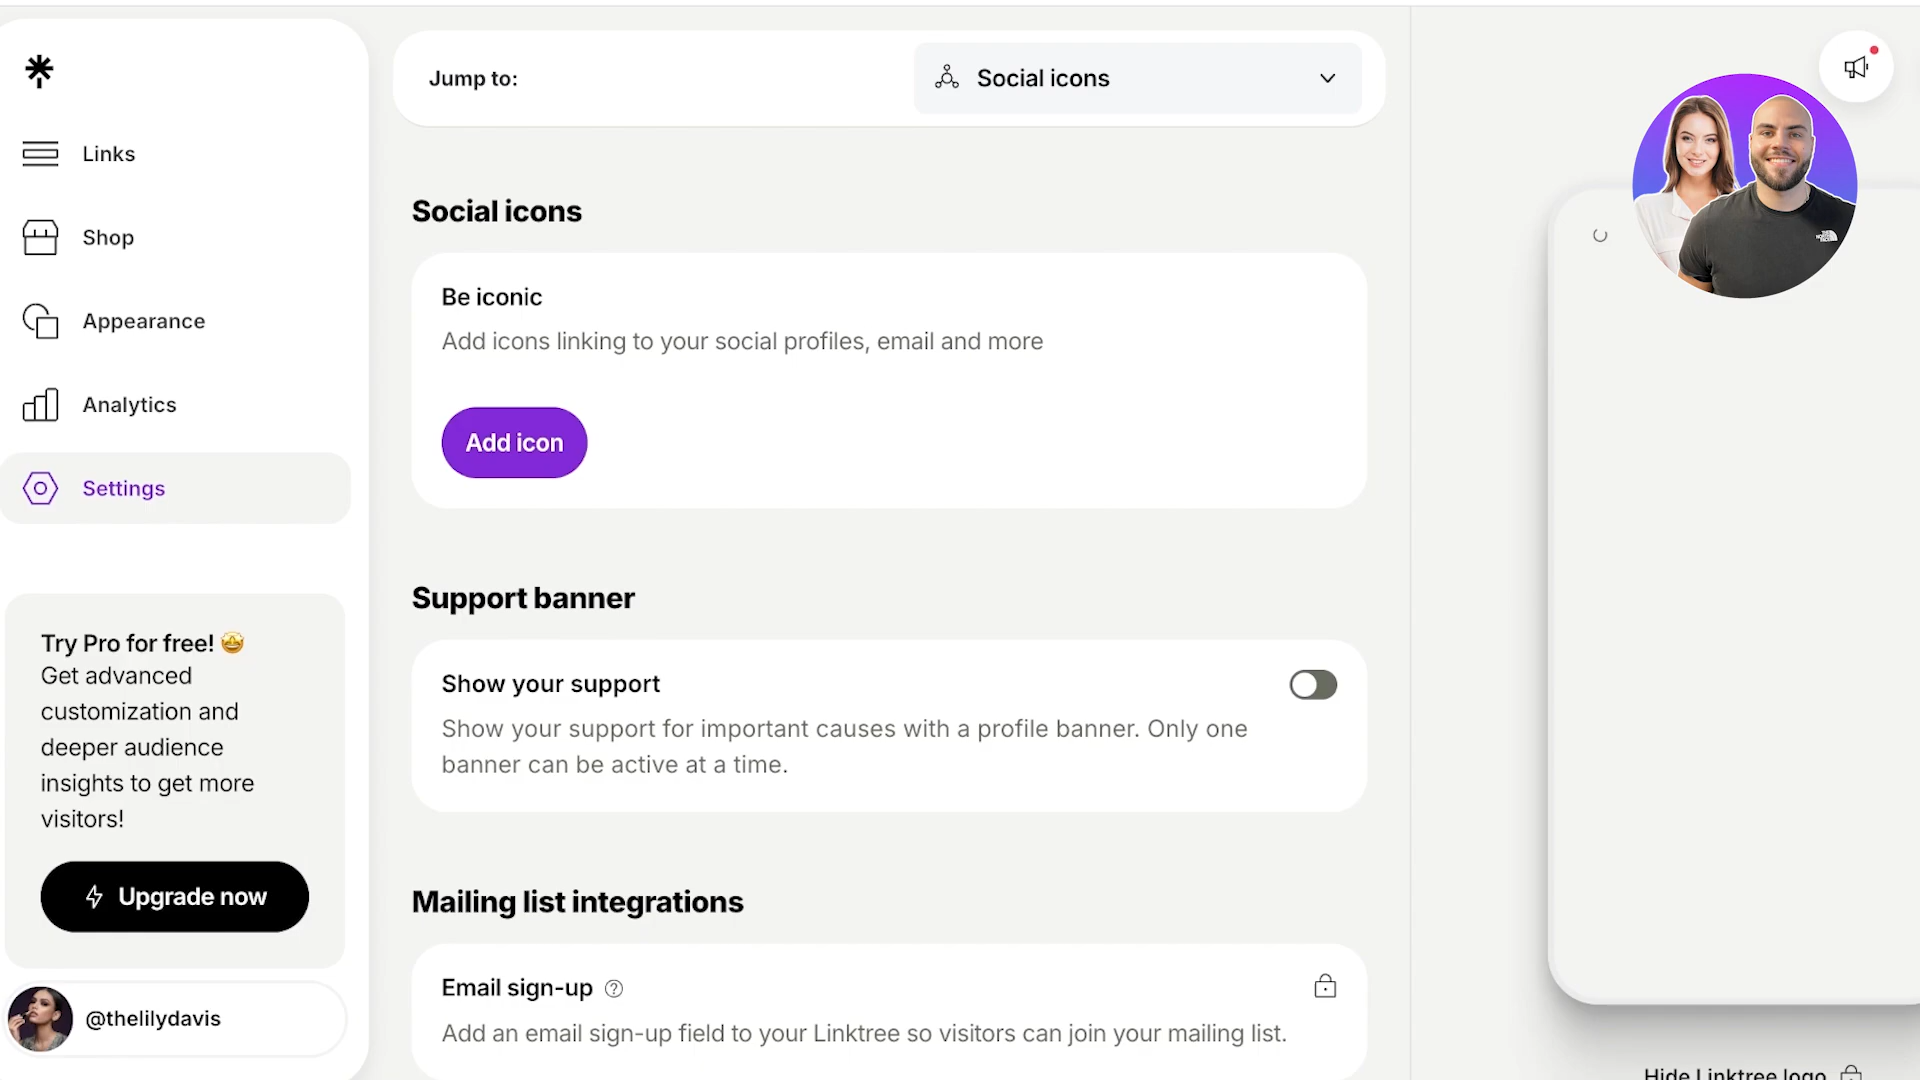 Links
Shop
Appearance
Analytics
Settings
Try Pro for free! 🤩
Get advanced
customization and
deeper audience
insights to get more
visitors!
Upgrade now
@thelilydavis
Jump to:
Social icons
Social icons
Be iconic
Add icons linking to your social profiles, email and more
Add icon
Support banner
Show your support
Show your support for important causes with a profile banner. Only one
banner can be active at a time.
Mailing list integrations
Email sign-up
Add an email sign-up field to your Linktree so visitors can join your mailing list.
THE
NORTH
FACE
Hide Linktree logo